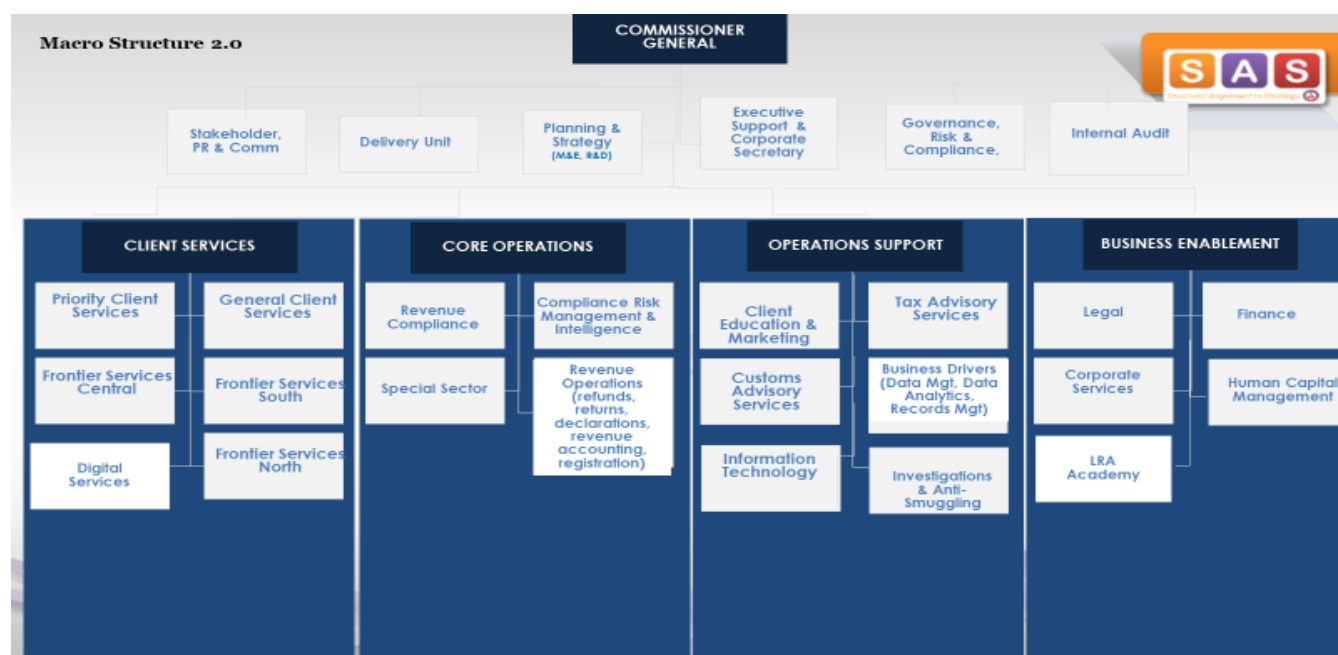 COMMISSIONER
GENERAL
Macro Structure 2.0
SAS
Structural Alignment to Strategy
Stakeholder,
PR & Comm
Delivery Unit
Planning &
Strategy
(M&E, R&D)
Executive
Support &
Corporate
Secretary
Governance,
Risk &
Compliance,
Internal Audit
CLIENT SERVICES
Priority Client
Services
General Client
Services
Frontier Services
Central
Frontier Services
South
Digital
Services
Frontier Services
North
CORE OPERATIONS
Revenue
Compliance
Compliance Risk
Management &
Intelligence
Special Sector
Revenue
Operations
(refunds,
returns,
declarations,
revenue
accounting,
registration)
OPERATIONS SUPPORT
Client
Education &
Marketing
Tax Advisory
Services
Customs
Advisory
Services
Business Drivers
(Data Mgt, Data
Analytics,
Records Mgt)
Information
Technology
Investigations
& Anti-
Smuggling
BUSINESS ENABLEMENT
Legal
Finance
Corporate
Services
Human Capital
Management
LRA
Academy